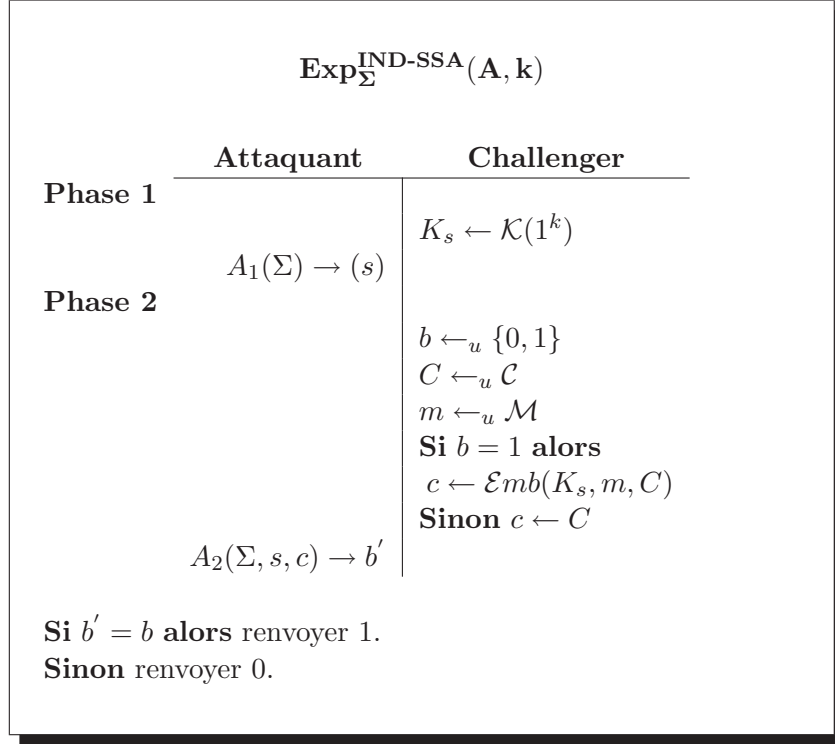 Exp_Σ^IND-SSA(A, k)
Attaquant Challenger
Phase 1
K_s ← 𝒦(1^k)
A_1(Σ) → (s)
Phase 2
b ←_u {0, 1}
C ←_u 𝒞
m ←_u ℳ
Si b = 1 alors
c ← ℰmb(K_s, m, C)
Sinon c ← C
A_2(Σ, s, c) → b′
Si b′ = b alors renvoyer 1.
Sinon renvoyer 0.